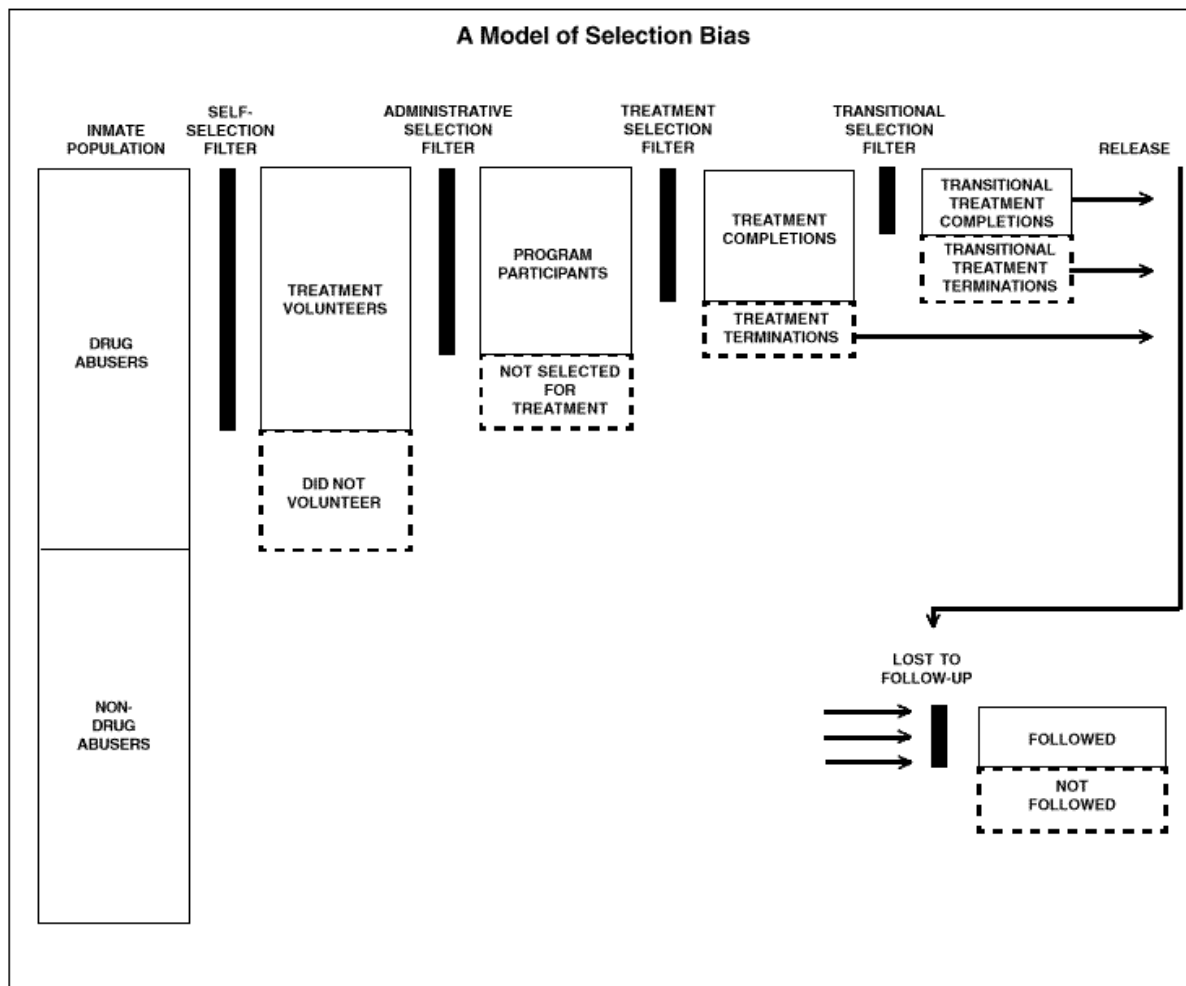 A Model of Selection Bias
INMATE
POPULATION
SELF-
SELECTION
FILTER
ADMINISTRATIVE
SELECTION
FILTER
TREATMENT
SELECTION
FILTER
TRANSITIONAL
SELECTION
FILTER
RELEASE
DRUG
ABUSERS
NON-
DRUG
ABUSERS
TREATMENT
VOLUNTEERS
DID NOT
VOLUNTEER
PROGRAM
PARTICIPANTS
NOT SELECTED
FOR
TREATMENT
TREATMENT
COMPLETIONS
TREATMENT
TERMINATIONS
TRANSITIONAL
TREATMENT
COMPLETIONS
TRANSITIONAL
TREATMENT
TERMINATIONS
LOST TO
FOLLOW-UP
FOLLOWED
NOT
FOLLOWED